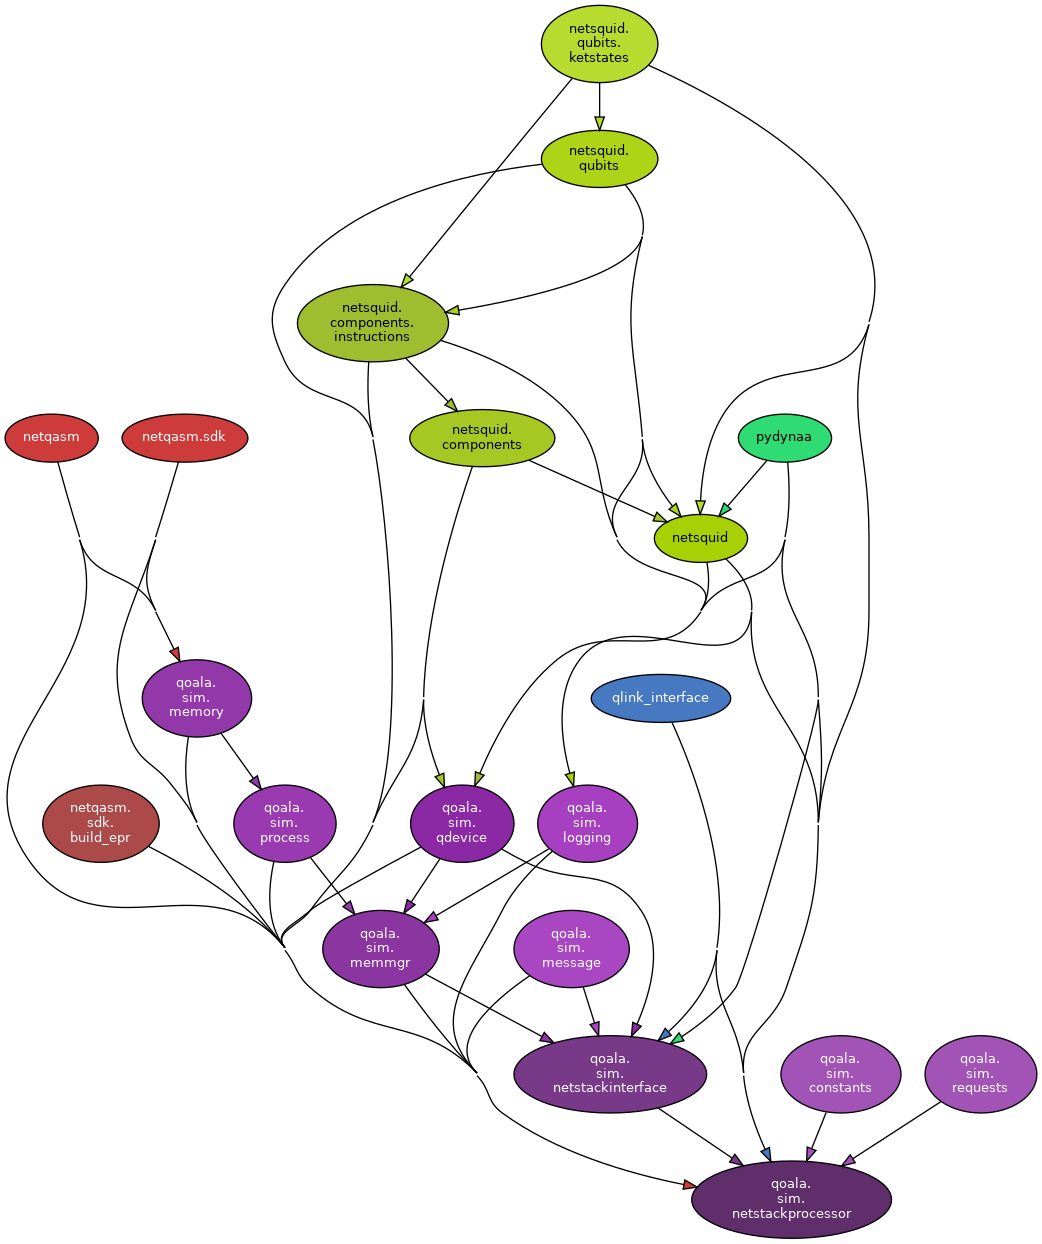 netsquid.
qubits.
ketstates
netsquid.
qubits
netsquid.
components.
instructions
netqasm
netqasm.sdk
netsquid.
components
pydynaa
netsquid
qoala.
sim.
memory
qlink_interface
netqasm.
sdk.
build_epr
qoala.
sim.
process
qoala.
sim.
qdevice
qoala.
sim.
logging
qoala.
sim.
memmgr
qoala.
sim.
message
qoala.
sim.
netstackinterface
qoala.
sim.
constants
qoala.
sim.
requests
qoala.
sim.
netstackprocessor